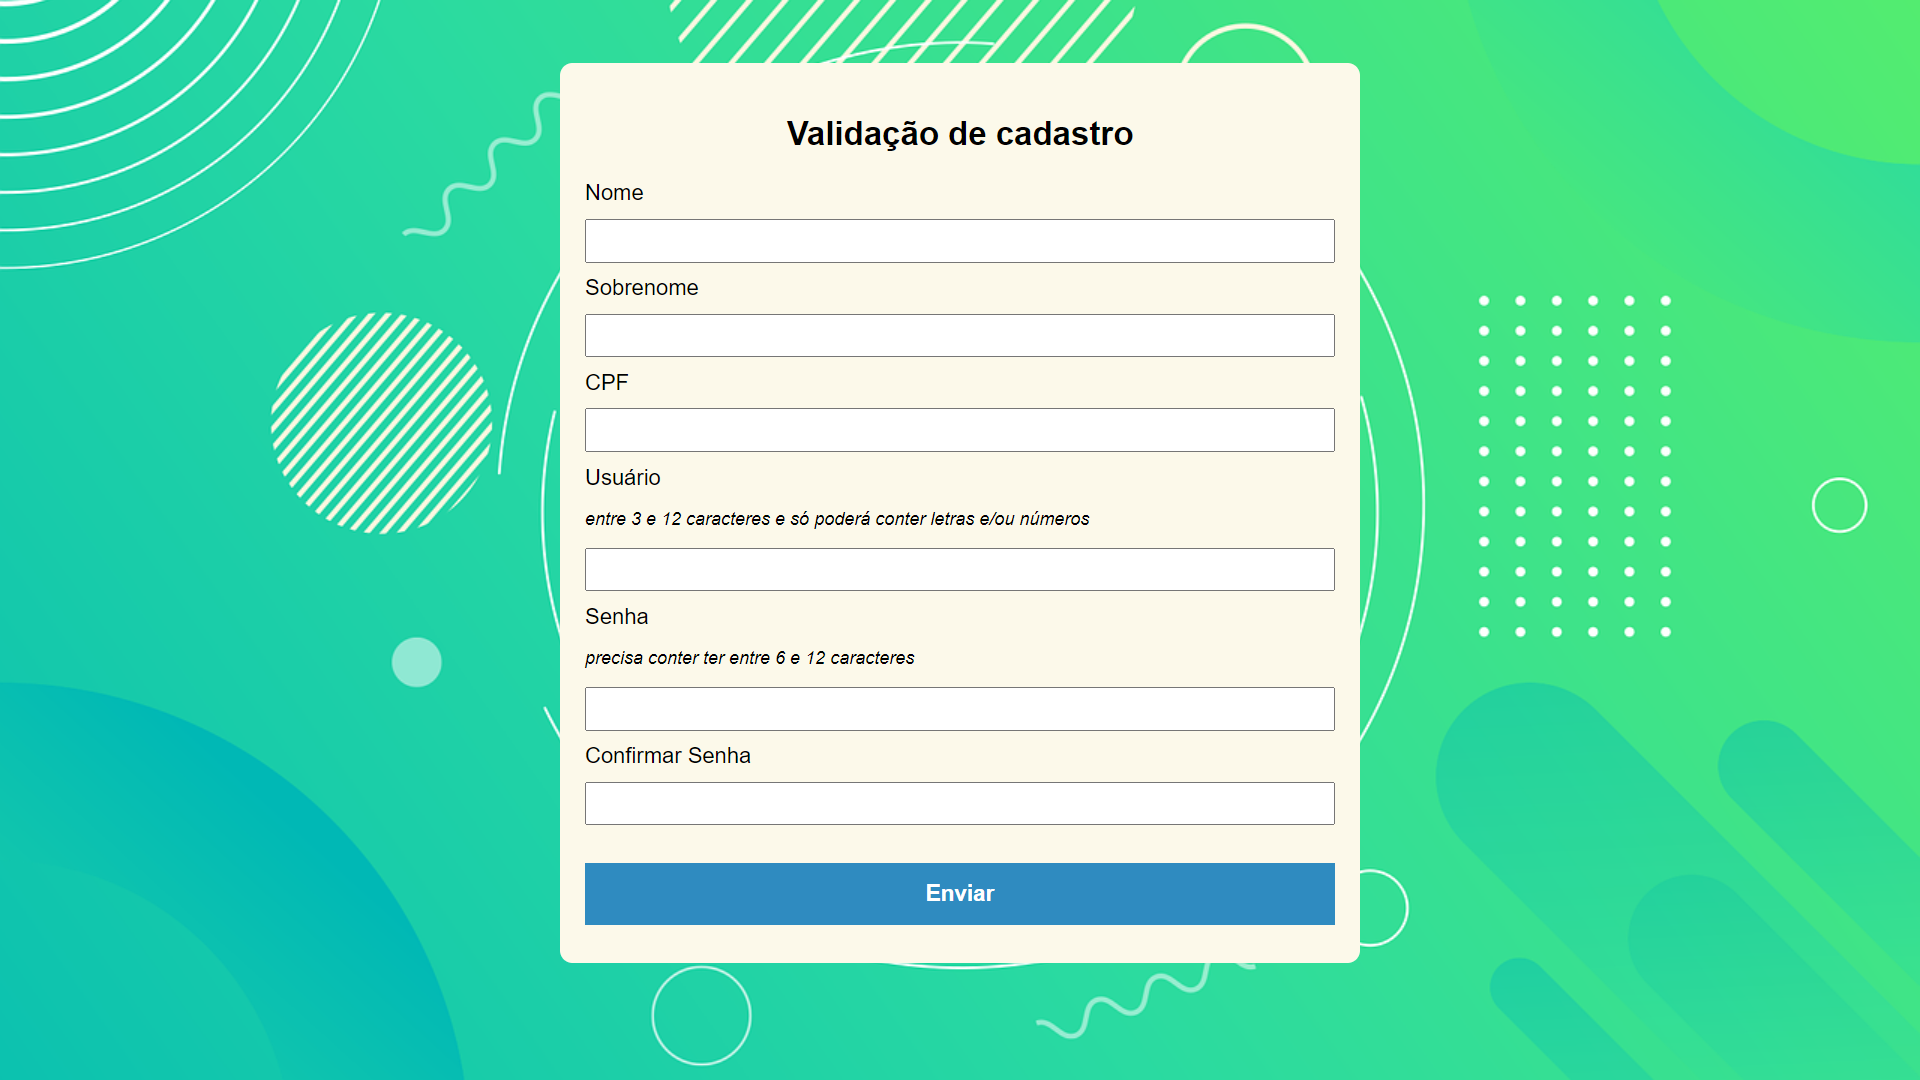 Validação de cadastro
Nome
Sobrenome
CPF
Usuário
entre 3 e 12 caracteres e só poderá conter letras e/ou números
Senha
precisa conter ter entre 6 e 12 caracteres
Confirmar Senha
Enviar